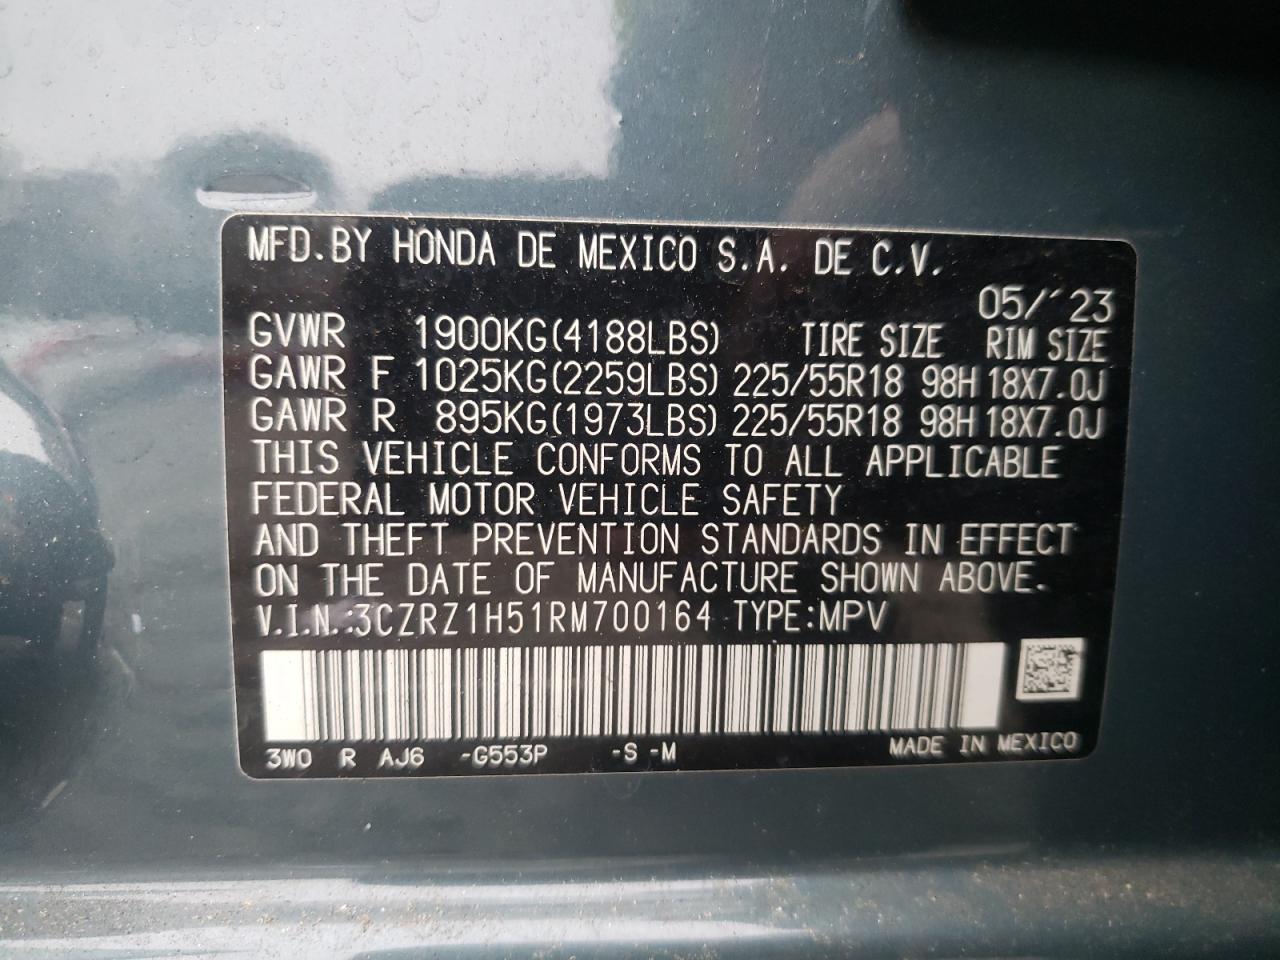 MFD.BY HONDA DE MEXICO S.A. DE C.V.
05/'23
GVWR 1900KG(4188LBS) TIRE SIZE RIM SIZE
GAWR F 1025KG(2259LBS) 225/55R18 98H 18X7.0J
GAWR R 895KG(1973LBS) 225/55R18 98H 18X7.0J
THIS VEHICLE CONFORMS TO ALL APPLICABLE
FEDERAL MOTOR VEHICLE SAFETY
AND THEFT PREVENTION STANDARDS IN EFFECT
ON THE DATE OF MANUFACTURE SHOWN ABOVE.
V.I.N.:3CZRZ1H51RM700164 TYPE:MPV
3W0 R AJ6 -G553P -S -M MADE IN MEXICO